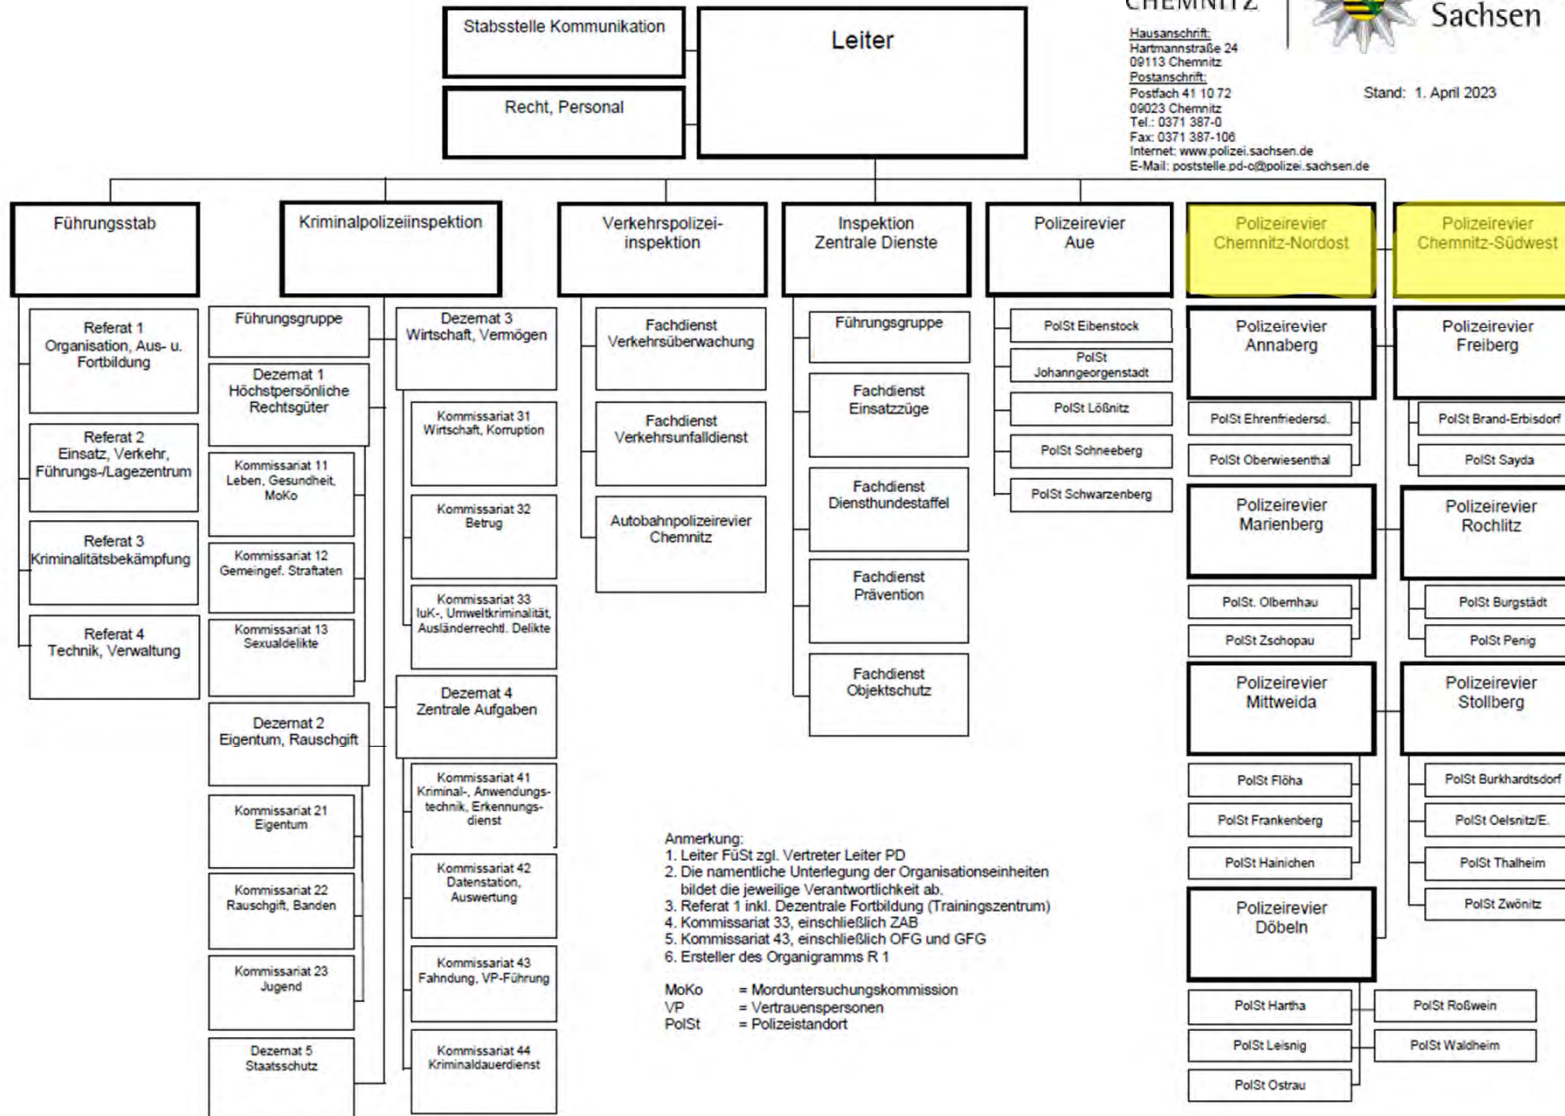 CHEMNITZ
Sachsen
Hausanschrift:
Hartmannstraße 24
09113 Chemnitz
Postanschrift:
Postfach 41 10 72
09023 Chemnitz
Tel.: 0371 387-0
Fax: 0371 387-106
Internet: www.polizei.sachsen.de
E-Mail: poststelle.pd-c@polizei.sachsen.de
Stand: 1. April 2023
Stabsstelle Kommunikation
Recht, Personal
Leiter
Führungsstab
Referat 1
Organisation, Aus- u.
Fortbildung
Referat 2
Einsatz, Verkehr,
Führungs-/Lagezentrum
Referat 3
Kriminalitätsbekämpfung
Referat 4
Technik, Verwaltung
Kriminalpolizeiinspektion
Führungsgruppe
Dezernat 1
Höchstpersönliche
Rechtsgüter
Kommissariat 11
Leben, Gesundheit,
MoKo
Kommissariat 12
Gemeingef. Straftaten
Kommissariat 13
Sexualdelikte
Dezernat 2
Eigentum, Rauschgift
Kommissariat 21
Eigentum
Kommissariat 22
Rauschgift, Banden
Kommissariat 23
Jugend
Dezernat 5
Staatsschutz
Dezernat 3
Wirtschaft, Vermögen
Kommissariat 31
Wirtschaft, Korruption
Kommissariat 32
Betrug
Kommissariat 33
IuK-, Umweltkriminalität,
Ausländerrechtl. Delikte
Dezernat 4
Zentrale Aufgaben
Kommissariat 41
Kriminal-, Anwendungs-
technik, Erkennungs-
dienst
Kommissariat 42
Datenstation,
Auswertung
Kommissariat 43
Fahndung, VP-Führung
Kommissariat 44
Kriminaldauerdienst
Verkehrspolizei-
inspektion
Fachdienst
Verkehrsüberwachung
Fachdienst
Verkehrsunfalldienst
Autobahnpolizeirevier
Chemnitz
Inspektion
Zentrale Dienste
Führungsgruppe
Fachdienst
Einsatzzüge
Fachdienst
Diensthundestaffel
Fachdienst
Prävention
Fachdienst
Objektschutz
Polizeirevier
Aue
PolSt Eibenstock
PolSt
Johanngeorgenstadt
PolSt Lößnitz
PolSt Schneeberg
PolSt Schwarzenberg
Polizeirevier
Chemnitz-Nordost
Polizeirevier
Annaberg
PolSt Ehrenfriedersd.
PolSt Oberwiesenthal
Polizeirevier
Marienberg
PolSt. Olbernhau
PolSt Zschopau
Polizeirevier
Mittweida
PolSt Flöha
PolSt Frankenberg
PolSt Hainichen
Polizeirevier
Döbeln
PolSt Hartha
PolSt Leisnig
PolSt Ostrau
PolSt Roßwein
PolSt Waldheim
Polizeirevier
Chemnitz-Südwest
Polizeirevier
Freiberg
PolSt Brand-Erbisdorf
PolSt Sayda
Polizeirevier
Rochlitz
PolSt Burgstädt
PolSt Penig
Polizeirevier
Stollberg
PolSt Burkhardtsdorf
PolSt Oelsnitz/E.
PolSt Thalheim
PolSt Zwönitz
Anmerkung:
1. Leiter FüSt zgl. Vertreter Leiter PD
2. Die namentliche Unterlegung der Organisationseinheiten
bildet die jeweilige Verantwortlichkeit ab.
3. Referat 1 inkl. Dezentrale Fortbildung (Trainingszentrum)
4. Kommissariat 33, einschließlich ZAB
5. Kommissariat 43, einschließlich OFG und GFG
6. Ersteller des Organigramms R 1
MoKo = Morduntersuchungskommission
VP = Vertrauenspersonen
PolSt = Polizeistandort